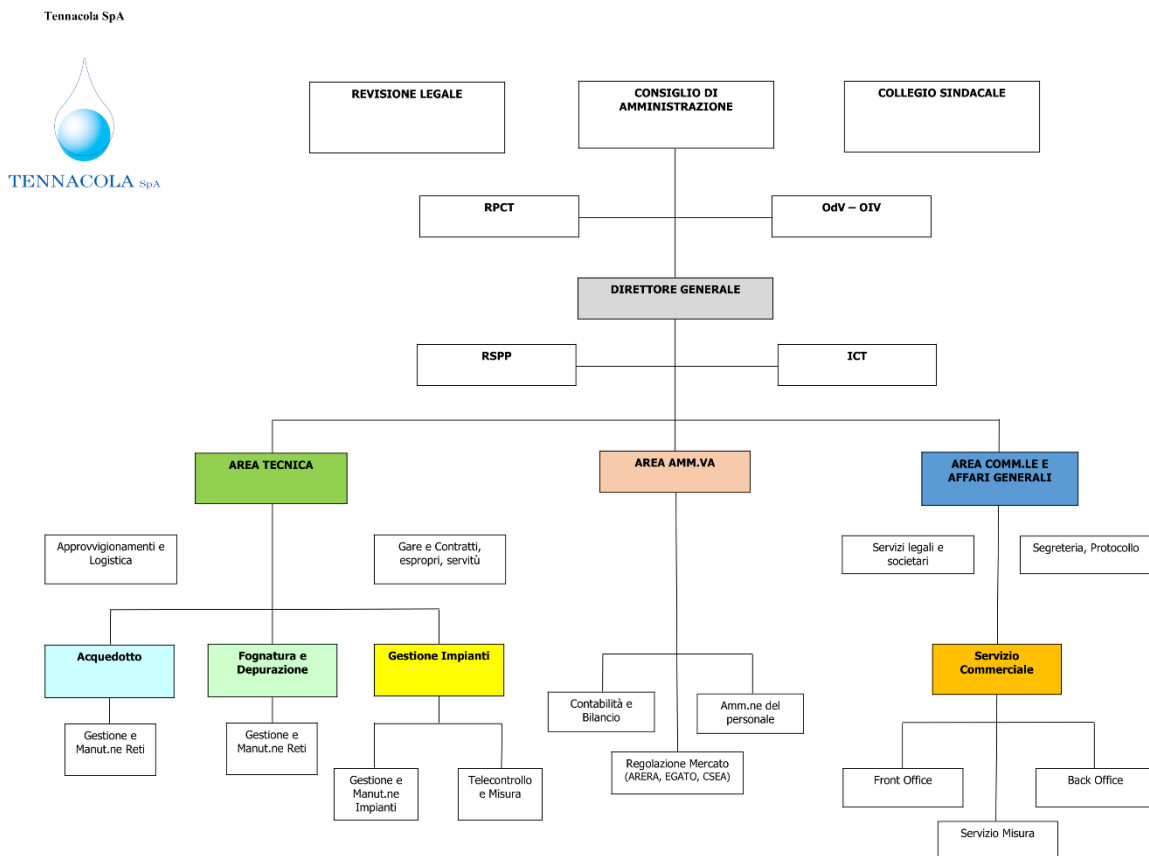 Tennacola SpA
TENNACOLA SpA
REVISIONE LEGALE
CONSIGLIO DI
AMMINISTRAZIONE
COLLEGIO SINDACALE
RPCT
OdV – OIV
DIRETTORE GENERALE
RSPP
ICT
AREA TECNICA
AREA AMM.VA
AREA COMM.LE E
AFFARI GENERALI
Approvvigionamenti e
Logistica
Gare e Contratti,
espropri, servitù
Servizi legali e
societari
Segreteria, Protocollo
Acquedotto
Fognatura e
Depurazione
Gestione Impianti
Servizio
Commerciale
Gestione e
Manut.ne Reti
Gestione e
Manut.ne Reti
Contabilità e
Bilancio
Amm.ne del
personale
Gestione e
Manut.ne
Impianti
Telecontrollo
e Misura
Regolazione Mercato
(ARERA, EGATO, CSEA)
Front Office
Back Office
Servizio Misura